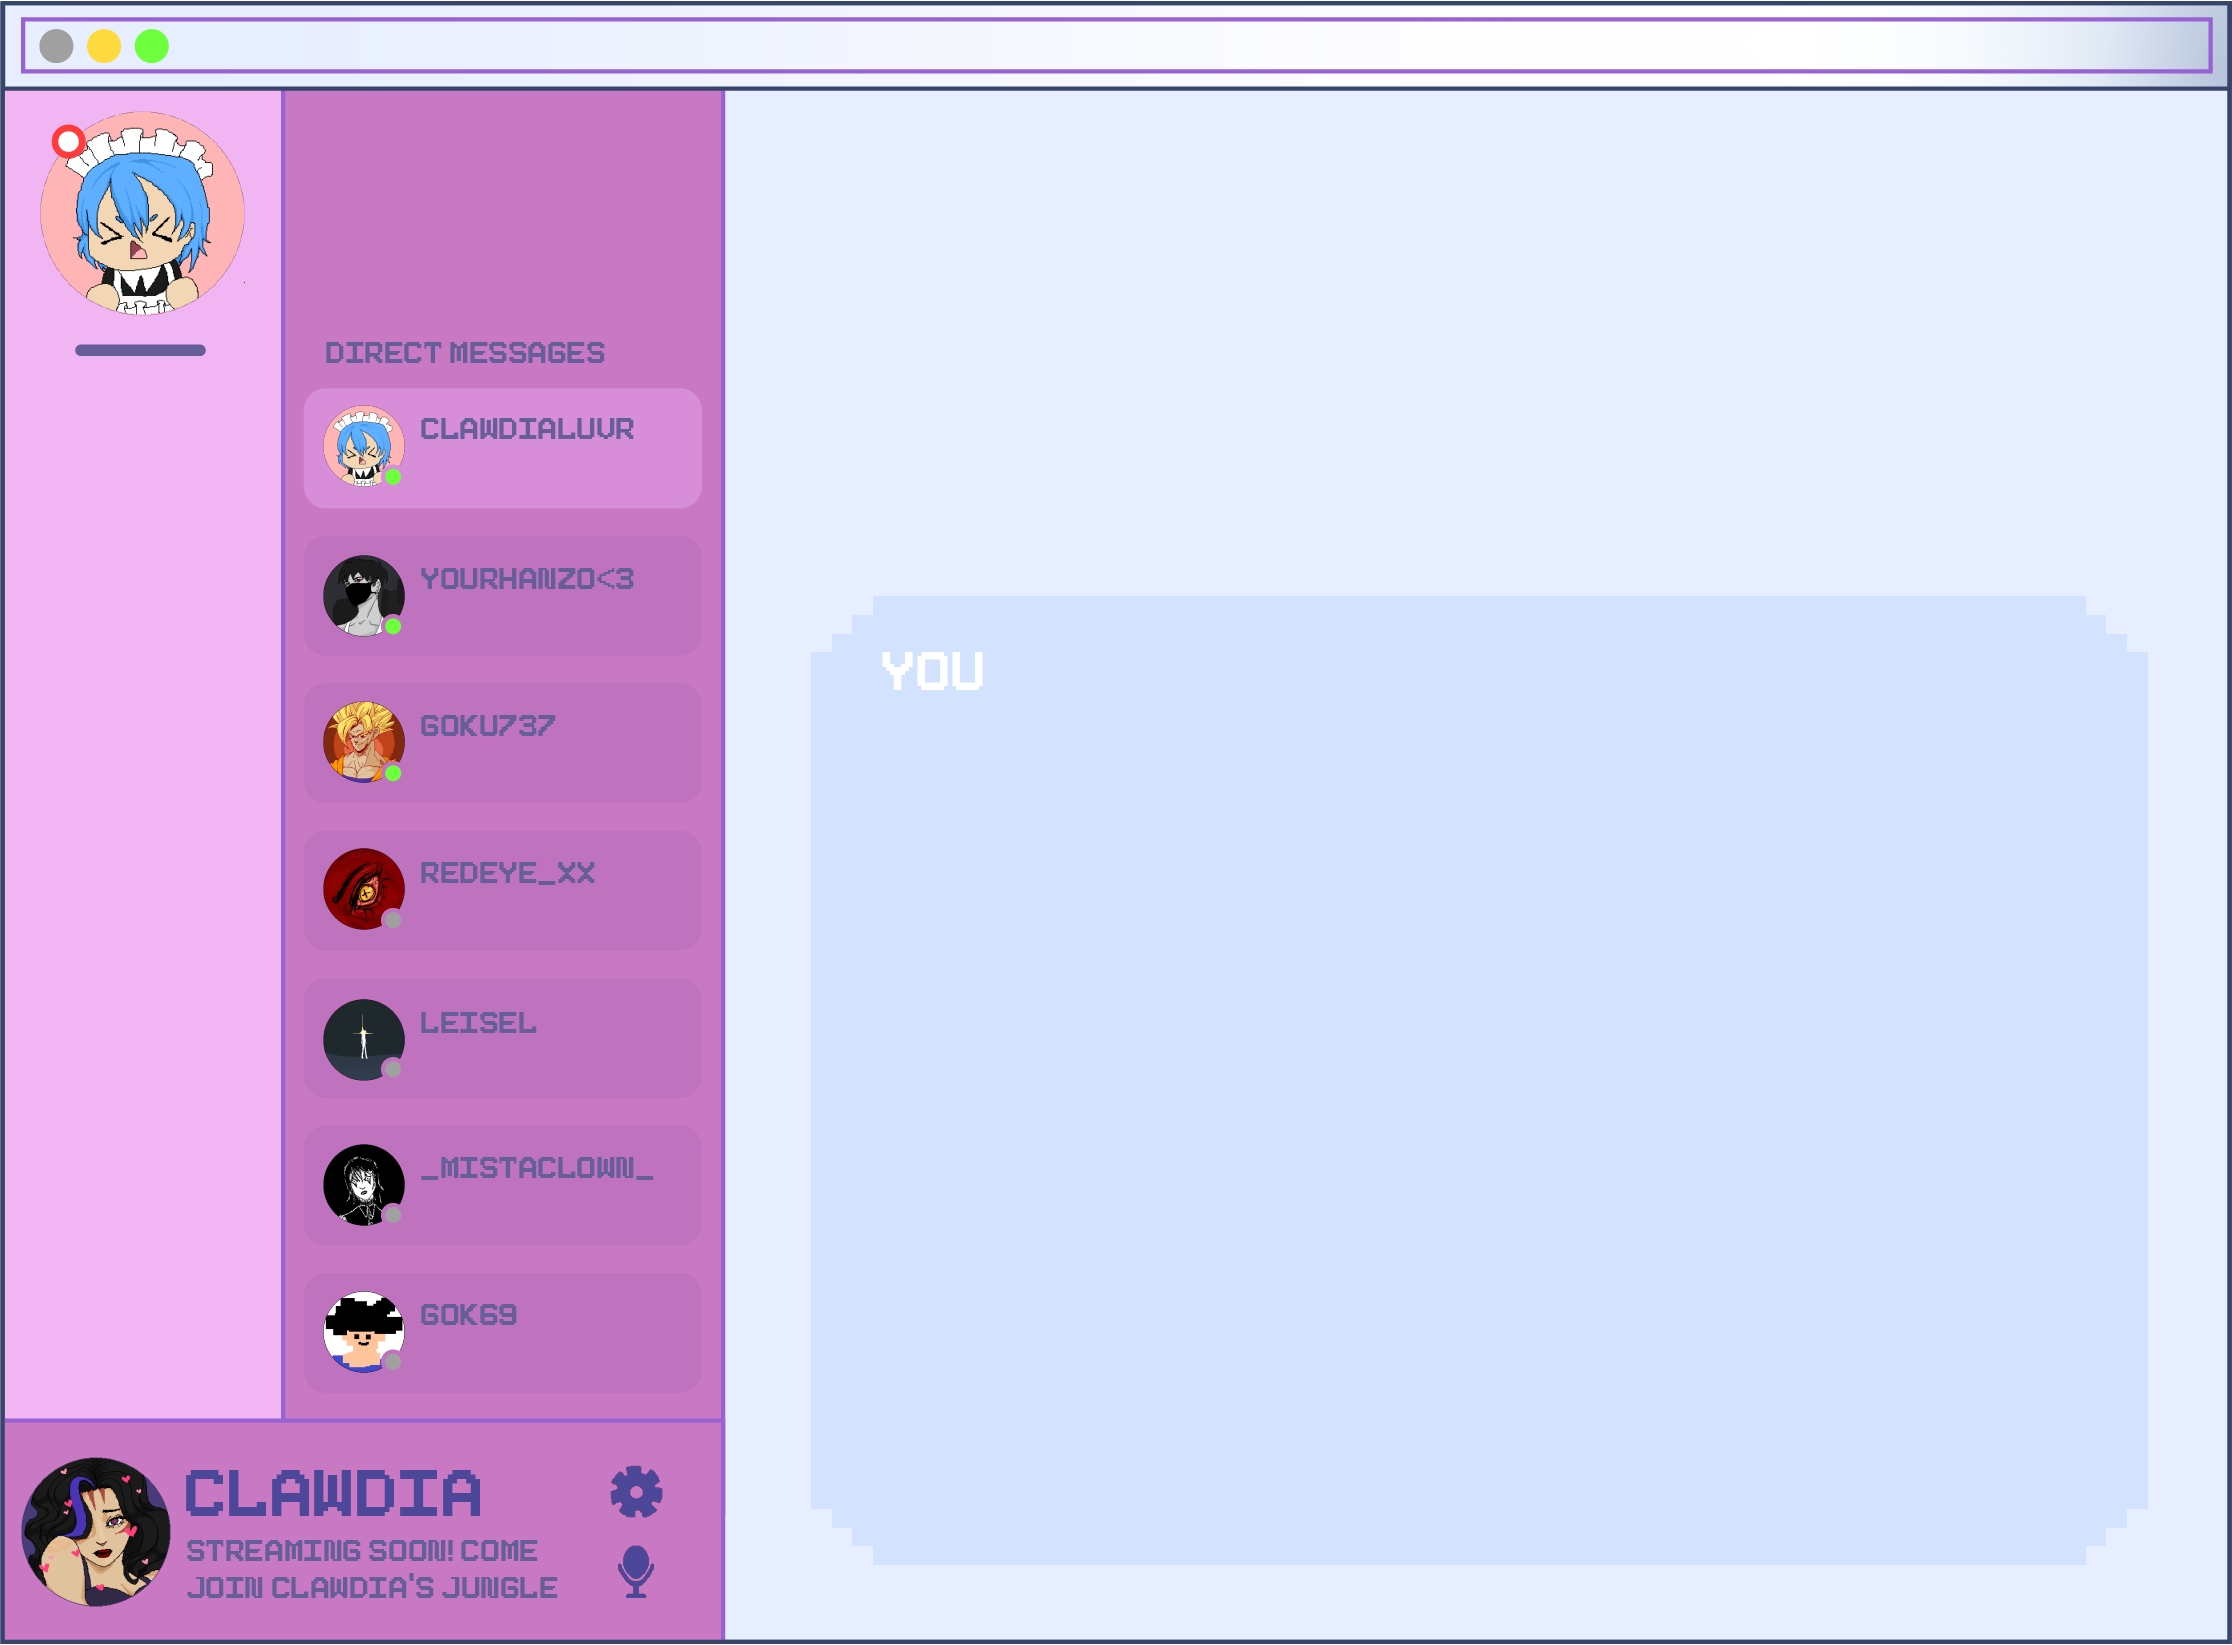 DIRECT MESSAGES
CLAWDIALUVR
YOURHANZO<3
GOKU737
REDEYE_XX
LEISEL
_MISTACLOWN_
GOK69
CLAWDIA
STREAMING SOON! COME
JOIN CLAWDIA'S JUNGLE
YOU